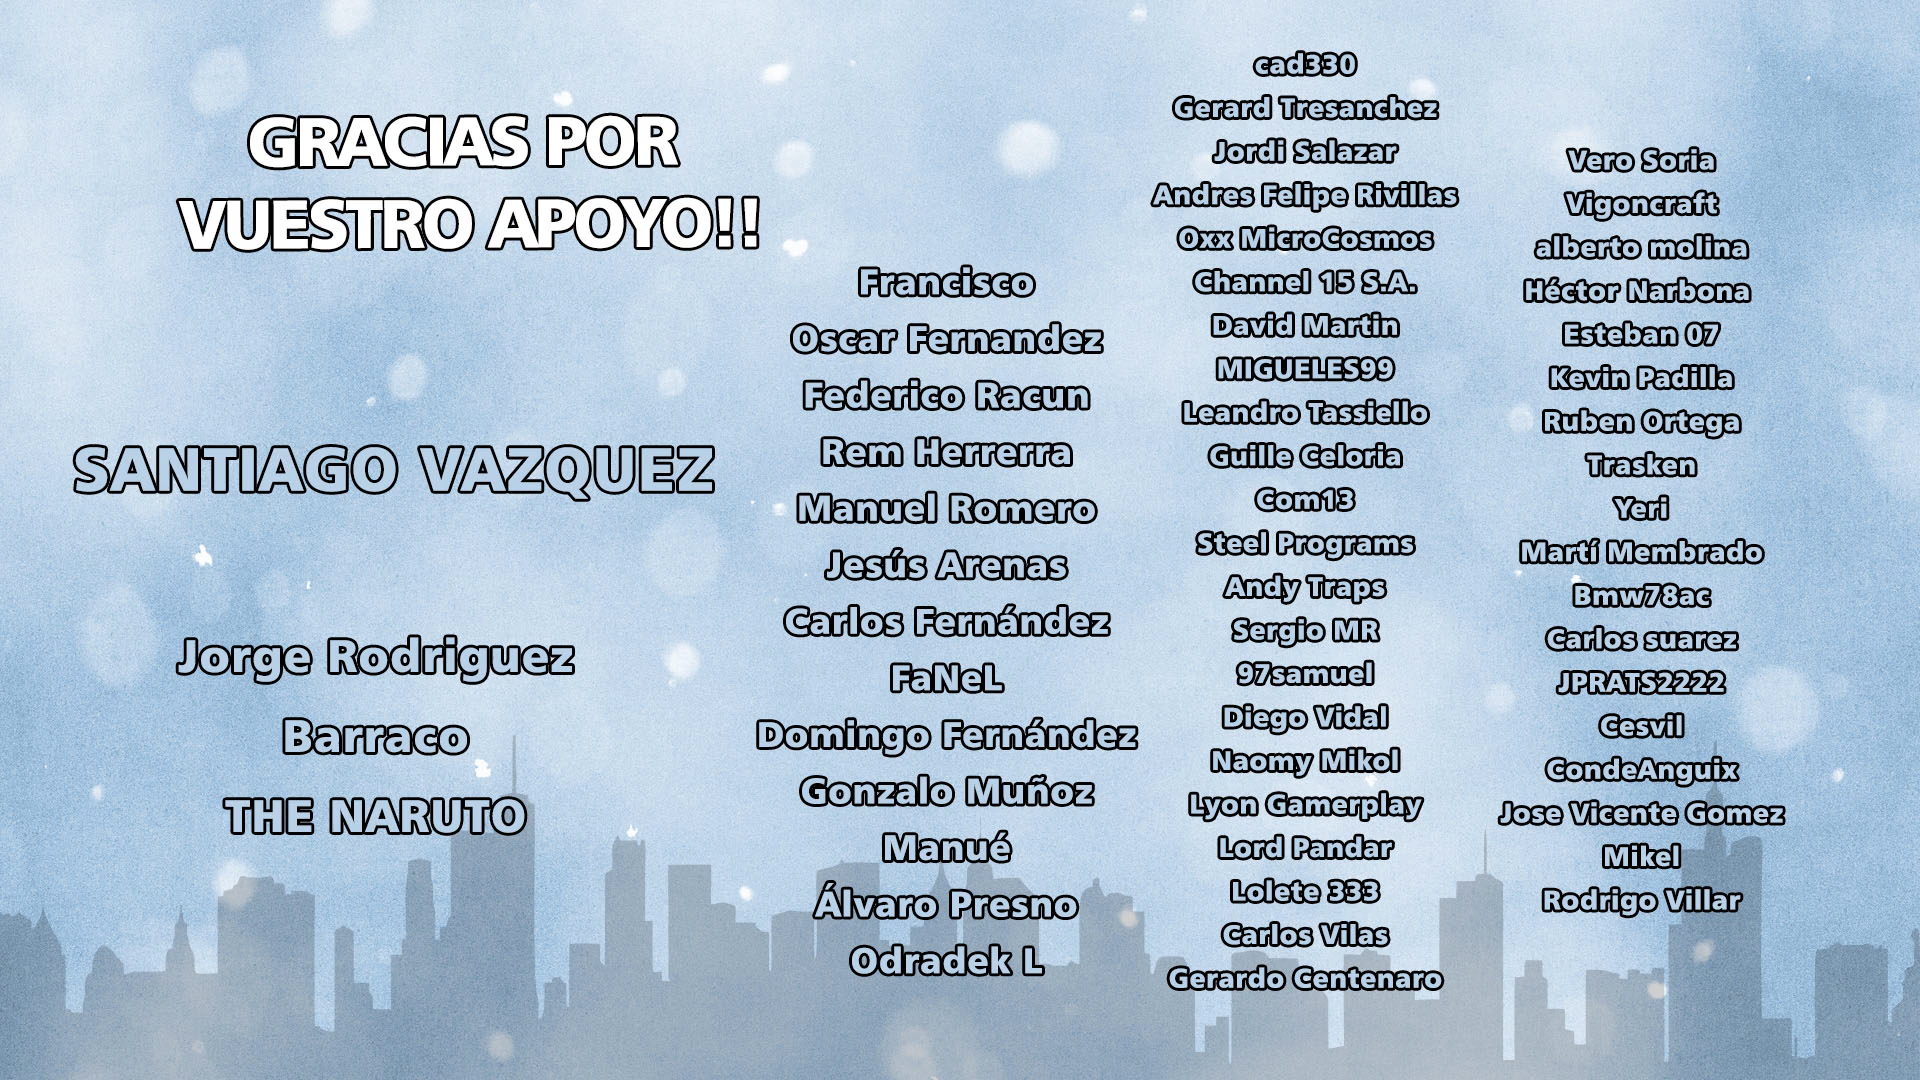 GRACIAS POR
VUESTRO APOYO!!
SANTIAGO VAZQUEZ
Jorge Rodriguez
Barraco
THE NARUTO
Francisco
Oscar Fernandez
Federico Racun
Rem Herrerra
Manuel Romero
Jesús Arenas
Carlos Fernández
FaNeL
Domingo Fernández
Gonzalo Muñoz
Manué
Álvaro Presno
Odradek L
cad330
Gerard Tresanchez
Jordi Salazar
Andres Felipe Rivillas
Oxx MicroCosmos
Channel 15 S.A.
David Martin
MIGUELES99
Leandro Tassiello
Guille Celoria
Com13
Steel Programs
Andy Traps
Sergio MR
97samuel
Diego Vidal
Naomy Mikol
Lyon Gamerplay
Lord Pandar
Lolete 333
Carlos Vilas
Gerardo Centenaro
Vero Soria
Vigoncraft
alberto molina
Héctor Narbona
Esteban 07
Kevin Padilla
Ruben Ortega
Trasken
Yeri
Martí Membrado
Bmw78ac
Carlos suarez
JPRATS2222
Cesvil
CondeAnguix
Jose Vicente Gomez
Mikel
Rodrigo Villar